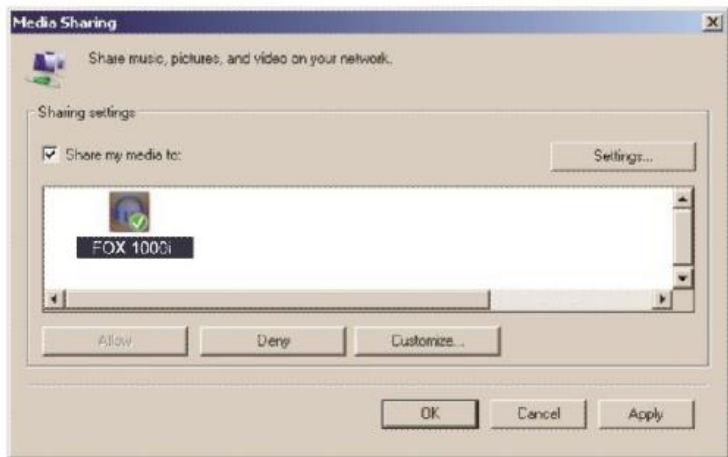 Media Sharing
Share music, pictures, and video on your network.
Sharing settings
Share my media to:
Settings...
FOX 1000i
Allow
Deny
Customize...
OK
Cancel
Apply